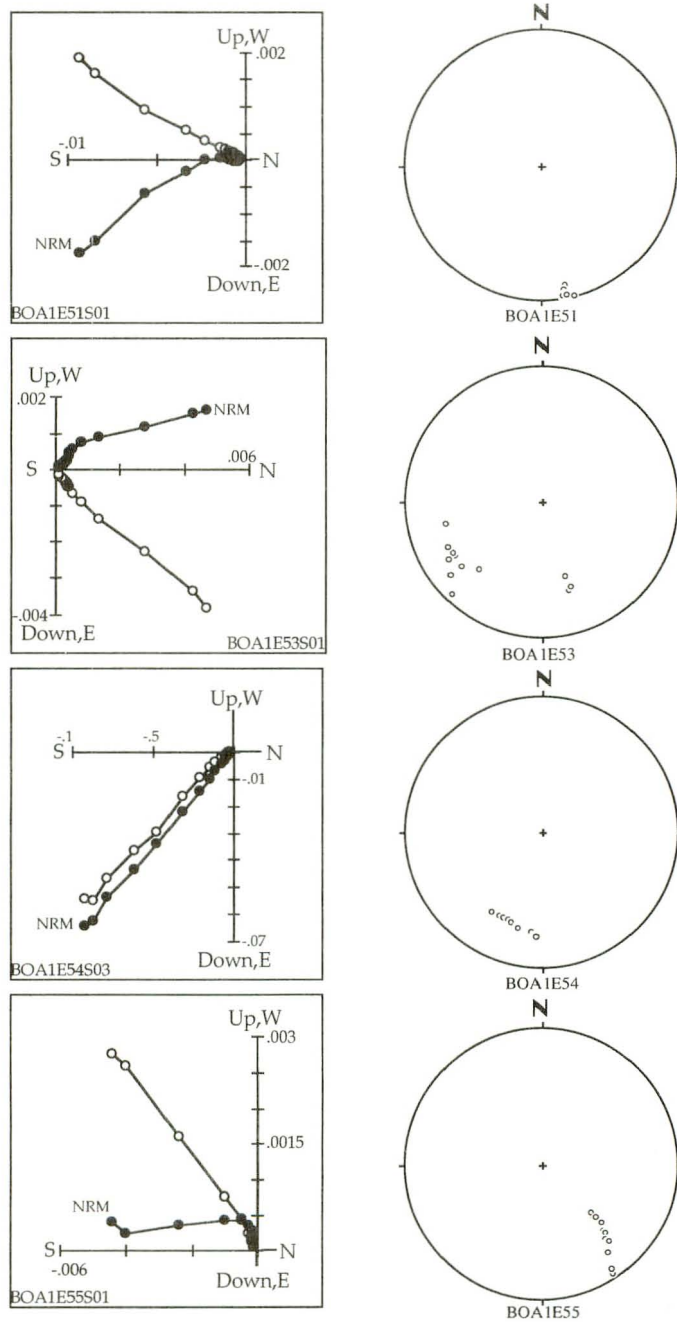 Up,W
.002
-.01
S
N
NRM
-.002
Down,E
BOA1E51S01
N
BOA1E51
Up,W
.002
NRM
S
.006
N
-.004
Down,E
BOA1E53S01
N
BOA1E53
Up,W
-.1
-.5
S
N
-.01
NRM
-.07
Down,E
BOA1E54S03
N
BOA1E54
Up,W
.003
.0015
NRM
S
N
-.006
Down,E
BOA1E55S01
N
BOA1E55